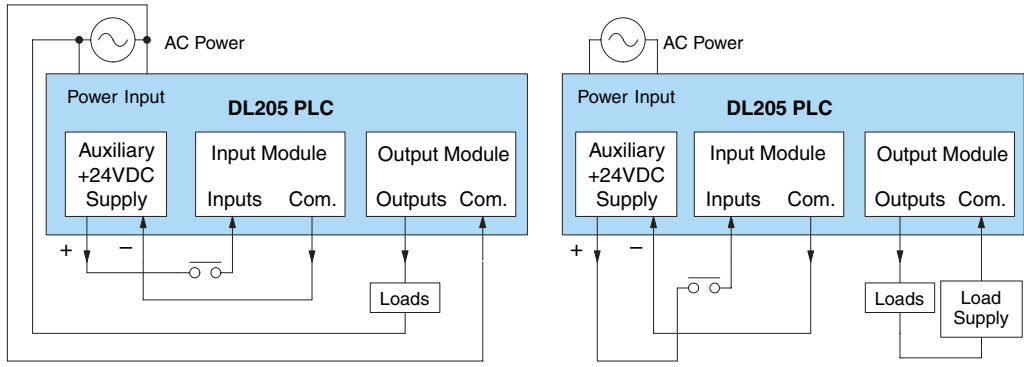 AC Power
Power Input
DL205 PLC
Auxiliary
+24VDC
Supply
Input Module
Inputs Com.
Output Module
Outputs Com.
+
–
Loads
AC Power
Power Input
DL205 PLC
Auxiliary
+24VDC
Supply
Input Module
Inputs Com.
Output Module
Outputs Com.
+
–
Loads
Load
Supply